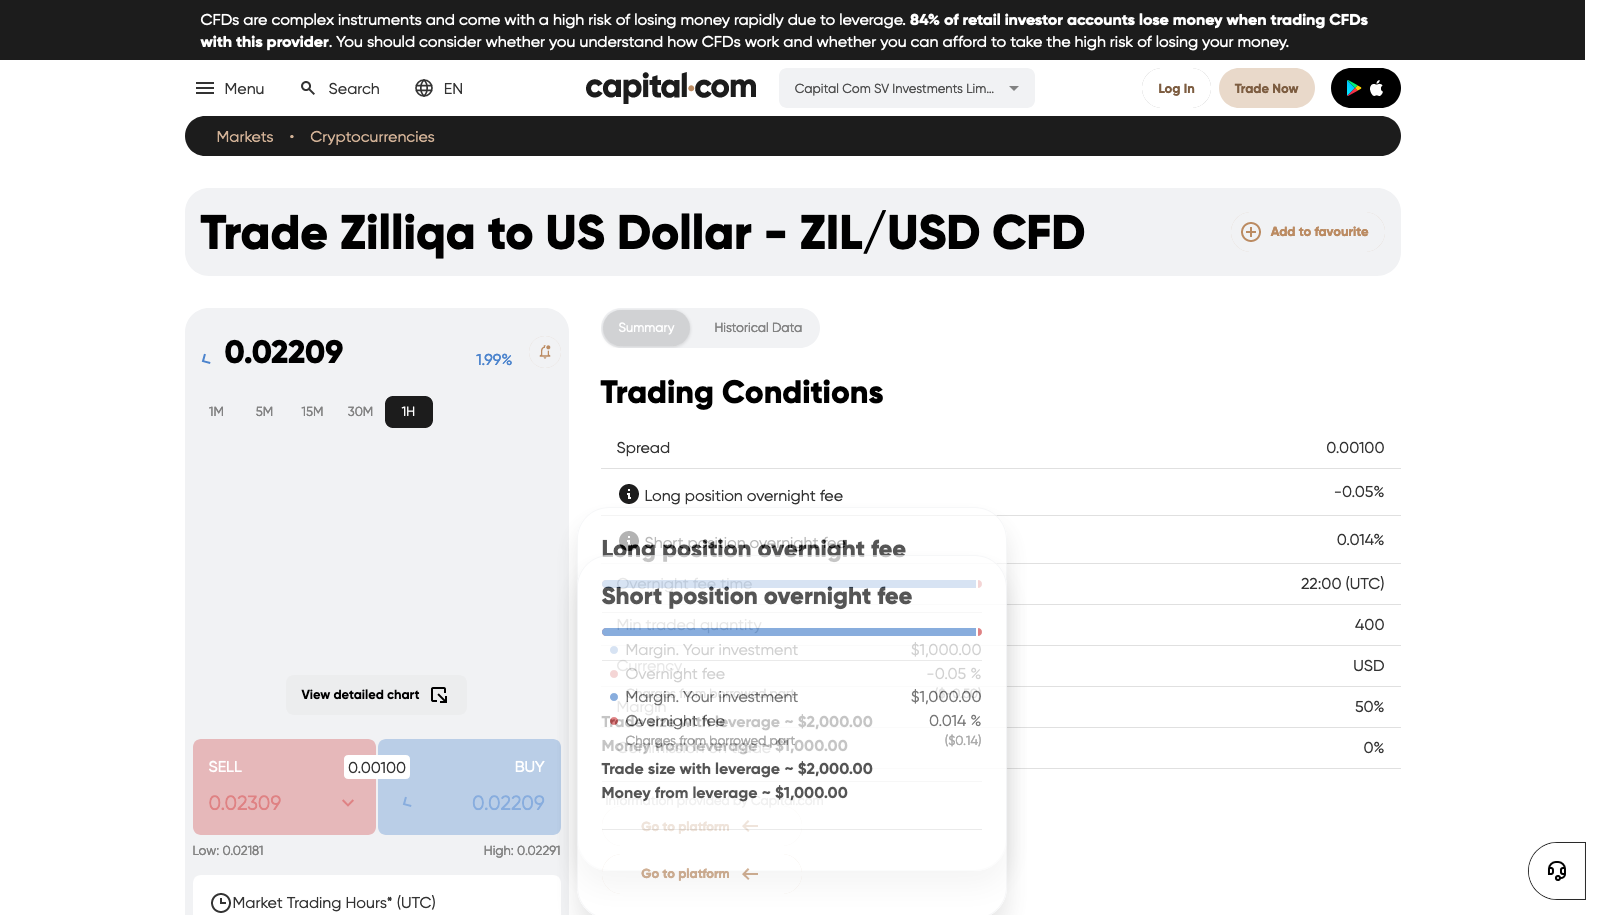 CFDs are complex instruments and come with a high risk of losing money rapidly due to leverage. 84% of retail investor accounts lose money when trading CFDs
with this provider. You should consider whether you understand how CFDs work and whether you can afford to take the high risk of losing your money.
Menu Search EN capital.com Capital Com SV Investments Lim... Log In Trade Now
Markets • Cryptocurrencies
Trade Zilliqa to US Dollar - ZIL/USD CFD
Add to favourite
0.02209 1.99%
1M 5M 15M 30M 1H
View detailed chart
SELL 0.00100 BUY
0.02309 0.02209
Low: 0.02181 High: 0.02291
Market Trading Hours* (UTC)
Summary Historical Data
Trading Conditions
Spread 0.00100
Long position overnight fee -0.05%
Short position overnight fee 0.014%
Overnight fee time 22:00 (UTC)
Min traded quantity 400
Currency USD
Margin 50%
0%
Long position overnight fee
Margin. Your investment $1,000.00
Overnight fee -0.05 %
Trade size with leverage ~ $2,000.00
Money from leverage ~ $1,000.00
Go to platform
Short position overnight fee
Margin. Your investment $1,000.00
Overnight fee 0.014 %
Charges from borrowed part ($0.14)
Trade size with leverage ~ $2,000.00
Money from leverage ~ $1,000.00
Information provided by Capital.com
Go to platform